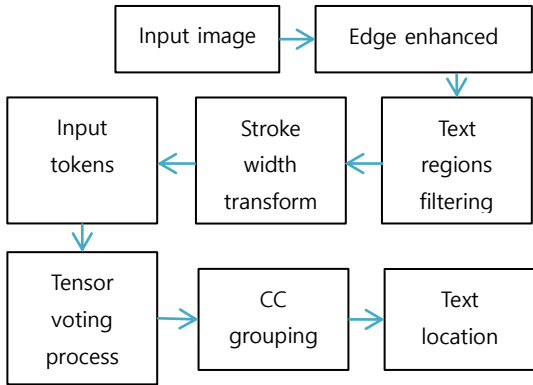 Input image
Edge enhanced
Input
tokens
Stroke
width
transform
Text
regions
filtering
Tensor
voting
process
CC
grouping
Text
location